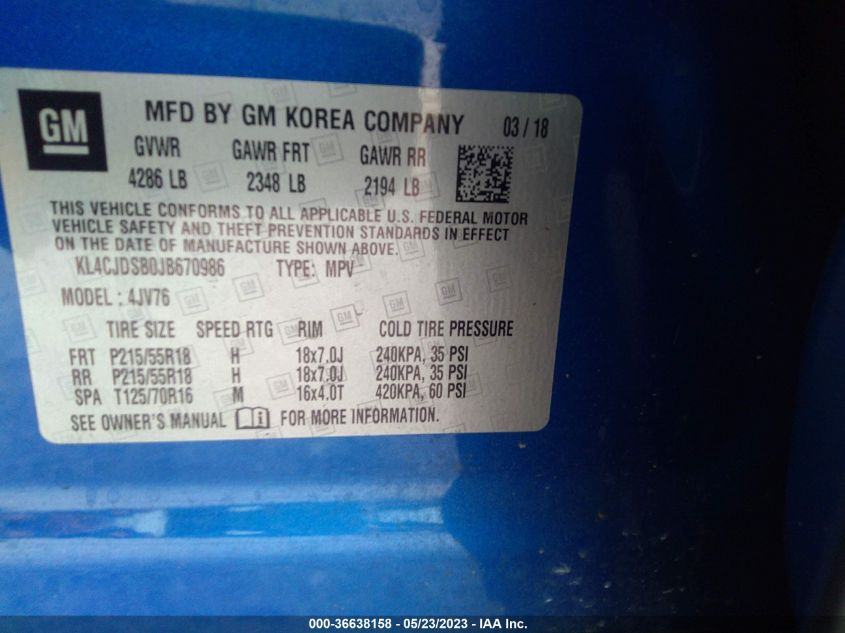 GM
MFD BY GM KOREA COMPANY 03 / 18
GVWR GAWR FRT GAWR RR
4286 LB 2348 LB 2194 LB
THIS VEHICLE CONFORMS TO ALL APPLICABLE U.S. FEDERAL MOTOR
VEHICLE SAFETY AND THEFT PREVENTION STANDARDS IN EFFECT
ON THE DATE OF MANUFACTURE SHOWN ABOVE.
KL4CJDSB0JB670986 TYPE: MPV
MODEL : 4JV76
TIRE SIZE SPEED RTG RIM COLD TIRE PRESSURE
FRT P215/55R18 H 18x7.0J 240KPA, 35 PSI
RR P215/55R18 H 18x7.0J 240KPA, 35 PSI
SPA T125/70R16 M 16x4.0T 420KPA, 60 PSI
SEE OWNER'S MANUAL FOR MORE INFORMATION.
000-36638158 - 05/23/2023 - IAA Inc.